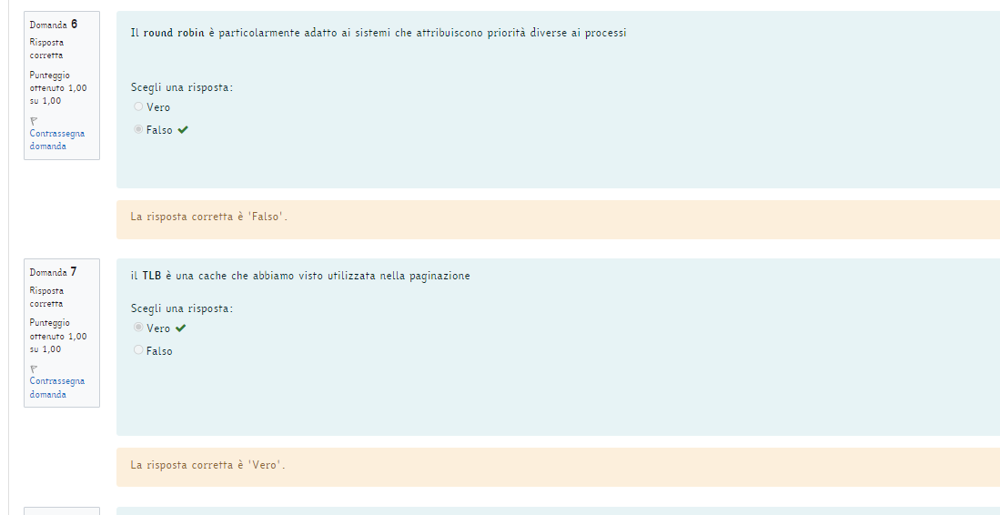 Domanda 6
Risposta
corretta
Punteggio
ottenuto 1,00
su 1,00
Contrassegna
domanda
Il round robin è particolarmente adatto ai sistemi che attribuiscono priorità diverse ai processi
Scegli una risposta:
Vero
Falso
La risposta corretta è 'Falso'.
Domanda 7
Risposta
corretta
Punteggio
ottenuto 1,00
su 1,00
Contrassegna
domanda
il TLB è una cache che abbiamo visto utilizzata nella paginazione
Scegli una risposta:
Vero
Falso
La risposta corretta è 'Vero'.